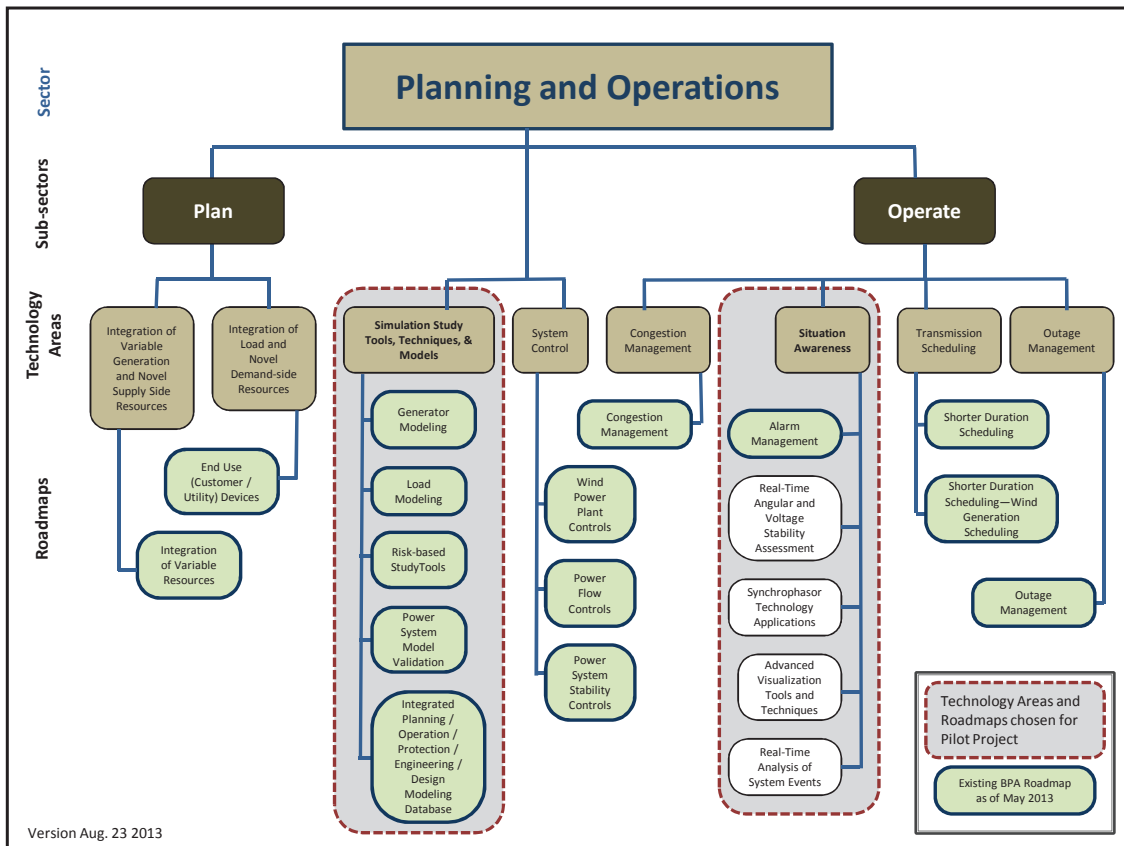 Planning and Operations
Sector
Sub-sectors
Plan
Operate
Technology
Areas
Integration of
Variable
Generation
and Novel
Supply Side
Resources
Integration of
Load and
Novel
Demand-side
Resources
Simulation Study
Tools, Techniques, &
Models
System
Control
Congestion
Management
Situation
Awareness
Transmission
Scheduling
Outage
Management
Roadmaps
End Use
(Customer /
Utility) Devices
Integration
of Variable
Resources
Generator
Modeling
Load
Modeling
Risk-based
StudyTools
Power
System
Model
Validation
Integrated
Planning /
Operation /
Protection /
Engineering /
Design
Modeling
Database
Wind
Power
Plant
Controls
Power
Flow
Controls
Power
System
Stability
Controls
Congestion
Management
Alarm
Management
Real-Time
Angular and
Voltage
Stability
Assessment
Synchrophasor
Technology
Applications
Advanced
Visualization
Tools and
Techniques
Real-Time
Analysis of
System Events
Shorter Duration
Scheduling
Shorter Duration
Scheduling—Wind
Generation
Scheduling
Outage
Management
Technology Areas and
Roadmaps chosen for
Pilot Project
Existing BPA Roadmap
as of May 2013
Version Aug. 23 2013